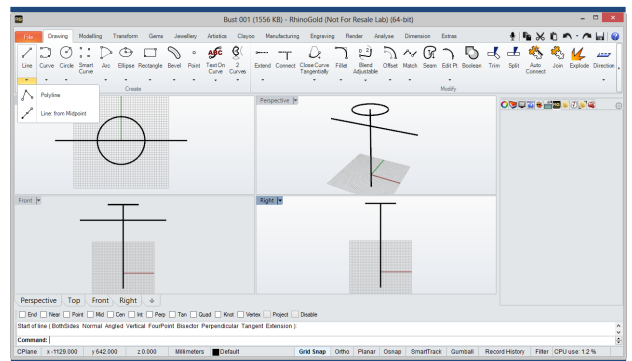 Bust 001 (1556 KB) - RhinoGold (Not For Resale Lab) (64-bit)
File Drawing Modelling Transform Gems Jewellery Artistics Clayoo Manufacturing Engraving Render Analyse Dimension Extras
Line Curve Circle Smart Curve Arc Ellipse Rectangle Bevel Point Text On Curve 2 Curves Extend Connect Close Curve Tangentially Fillet Blend Adjustable Offset Match Seam Edit Pt Boolean Trim Split Auto Connect Join Explode Direction
Create Modify
Polyline
Line: from Midpoint
Perspective
Front
Right
Perspective Top Front Right
End Near Point Mid Cen Int Perp Tan Quad Knot Vertex Project Disable
Start of line ( BothSides Normal Angled Vertical FourPoint Bisector Perpendicular Tangent Extension ):
Command:
CPlane x -1129.000 y 642.000 z 0.000 Millimeters Default Grid Snap Ortho Planar Osnap SmartTrack Gumball Record History Filter CPU use: 1.2 %